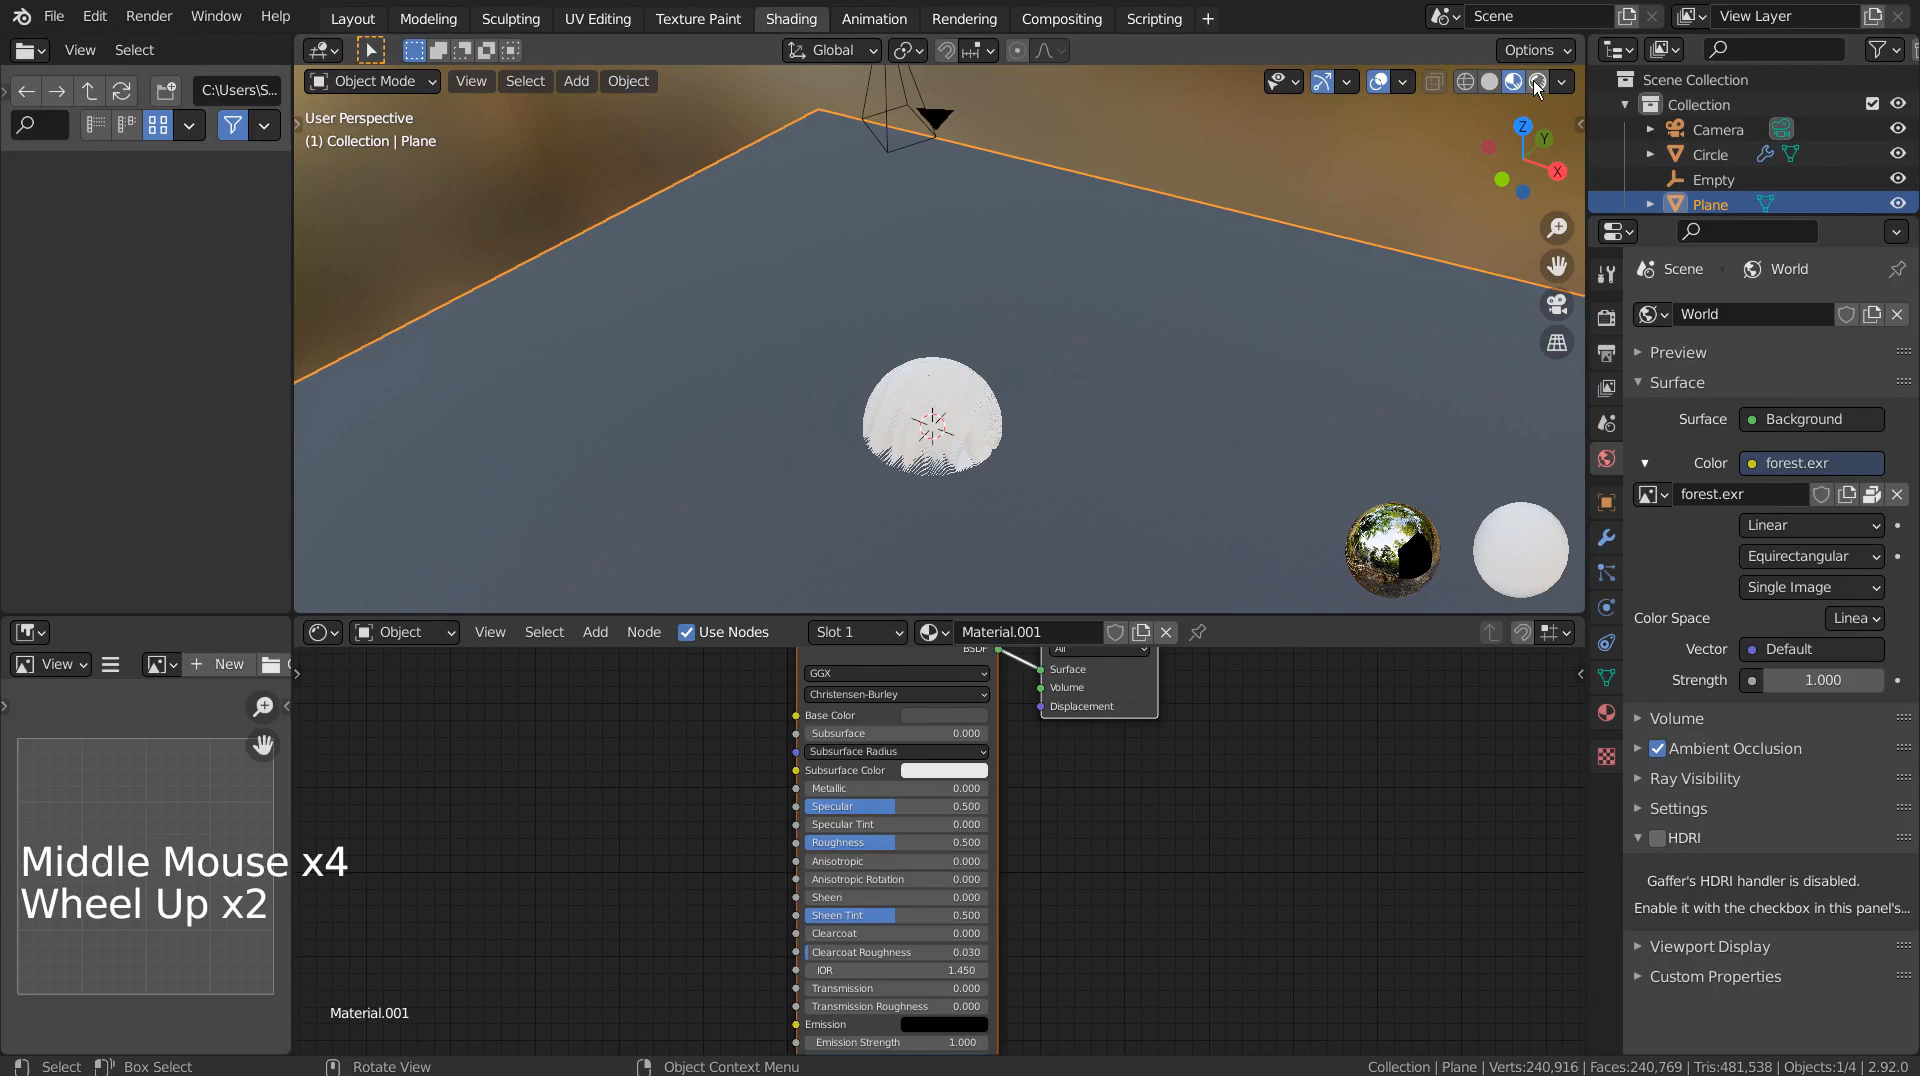 File Edit Render Window Help Layout Modeling Sculpting UV Editing Texture Paint Shading Animation Rendering Compositing Scripting + Scene View Layer
View Select Global Options
C:\Users\S... Object Mode View Select Add Object
User Perspective
(1) Collection | Plane
Z
Y
X
Scene Collection
Collection
Camera
Circle
Empty
Plane
Scene World
World
Preview
Surface
Surface Background
Color forest.exr
forest.exr
Linear
Equirectangular
Single Image
Color Space Linea
Vector Default
Strength 1.000
Volume
Ambient Occlusion
Ray Visibility
Settings
HDRI
Gaffer's HDRI handler is disabled.
Enable it with the checkbox in this panel's...
Viewport Display
Custom Properties
Object View Select Add Node Use Nodes Slot 1 Material.001
View + New
BSDF
GGX
Christensen-Burley
Base Color
Subsurface 0.000
Subsurface Radius
Subsurface Color
Metallic 0.000
Specular 0.500
Specular Tint 0.000
Roughness 0.500
Anisotropic 0.000
Anisotropic Rotation 0.000
Sheen 0.000
Sheen Tint 0.500
Clearcoat 0.000
Clearcoat Roughness 0.030
IOR 1.450
Transmission 0.000
Transmission Roughness 0.000
Emission
Emission Strength 1.000
All
Surface
Volume
Displacement
Middle Mouse x4
Wheel Up x2
Material.001
Select Box Select Rotate View Object Context Menu Collection | Plane | Verts:240,916 | Faces:240,769 | Tris:481,538 | Objects:1/4 | 2.92.0